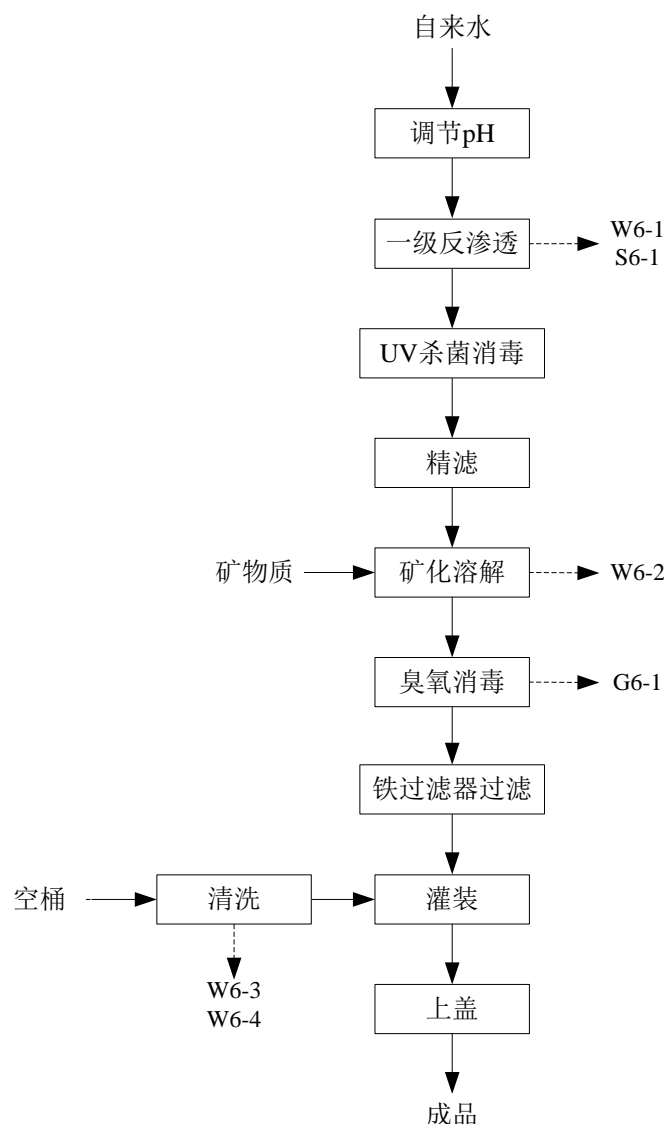 自来水
调节pH
一级反渗透
W6-1
S6-1
UV杀菌消毒
精滤
矿物质
矿化溶解
W6-2
臭氧消毒
G6-1
铁过滤器过滤
空桶
清洗
灌装
W6-3
W6-4
上盖
成品